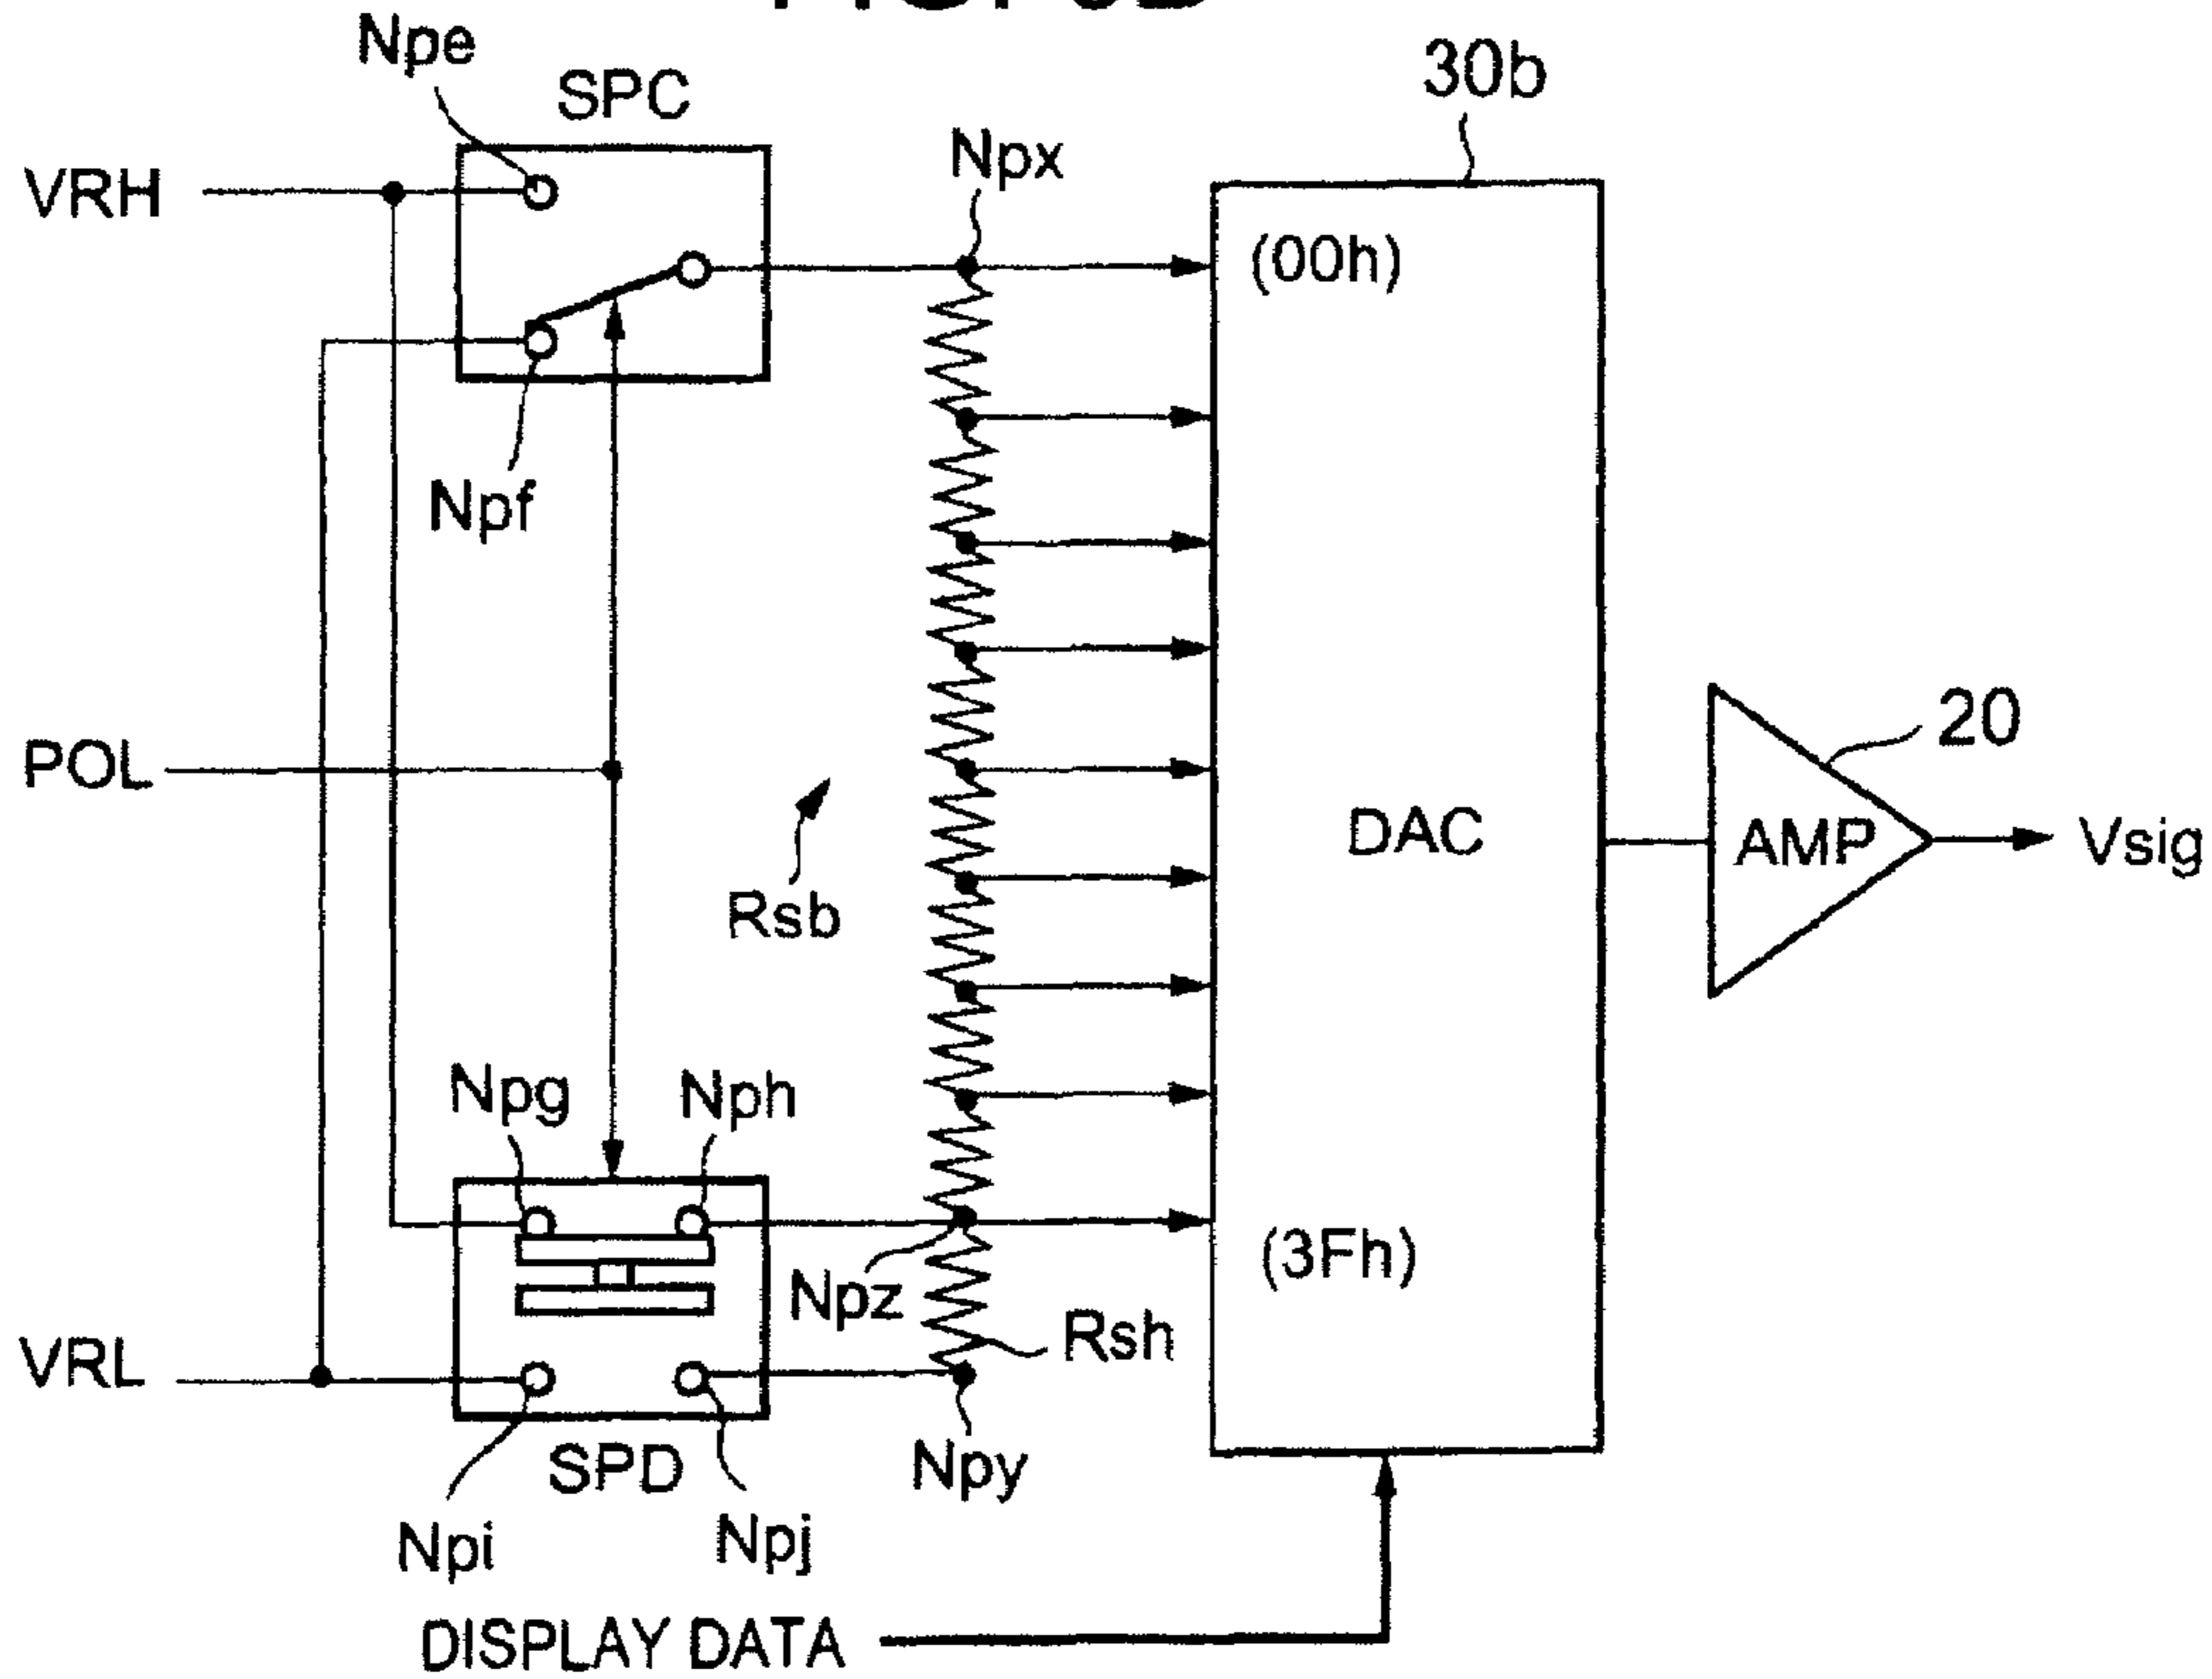 Npe
SPC
30b
VRH
Npx
(00h)
Npf
POL
20
DAC
AMP
Vsig
Rsb
Npg
Nph
(3Fh)
Npz
Rsh
VRL
SPD
Npy
Npi
Npj
DISPLAY DATA